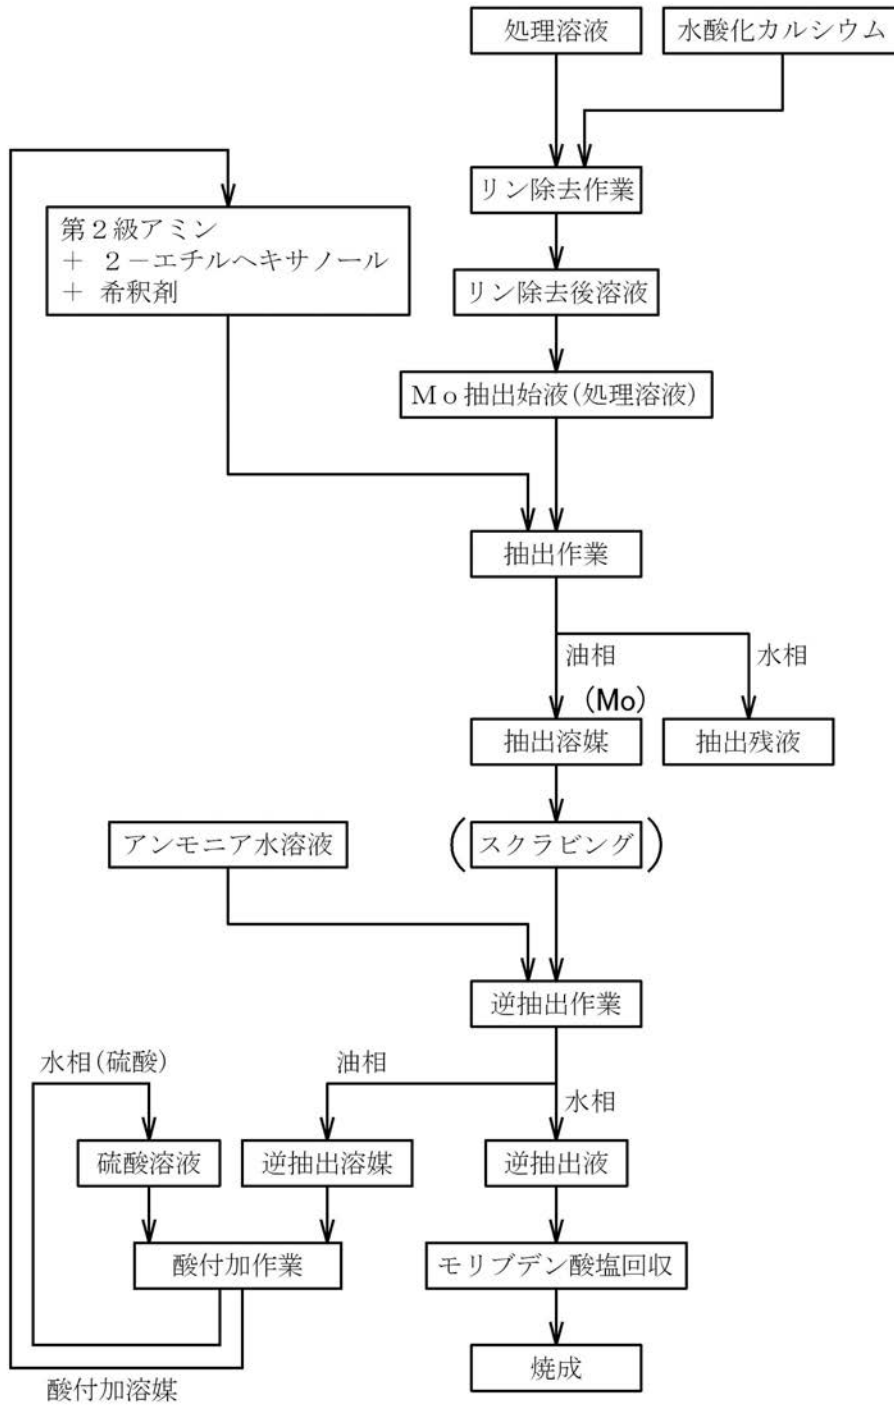 処理溶液
水酸化カルシウム
リン除去作業
第2級アミン
+ 2-エチルヘキサノール
+ 希釈剤
リン除去後溶液
Mo抽出始液(処理溶液)
抽出作業
油相
水相
(Mo)
抽出溶媒
抽出残液
アンモニア水溶液
(スクラビング)
逆抽出作業
水相(硫酸)
油相
水相
硫酸溶液
逆抽出溶媒
逆抽出液
酸付加作業
モリブデン酸塩回収
焼成
酸付加溶媒